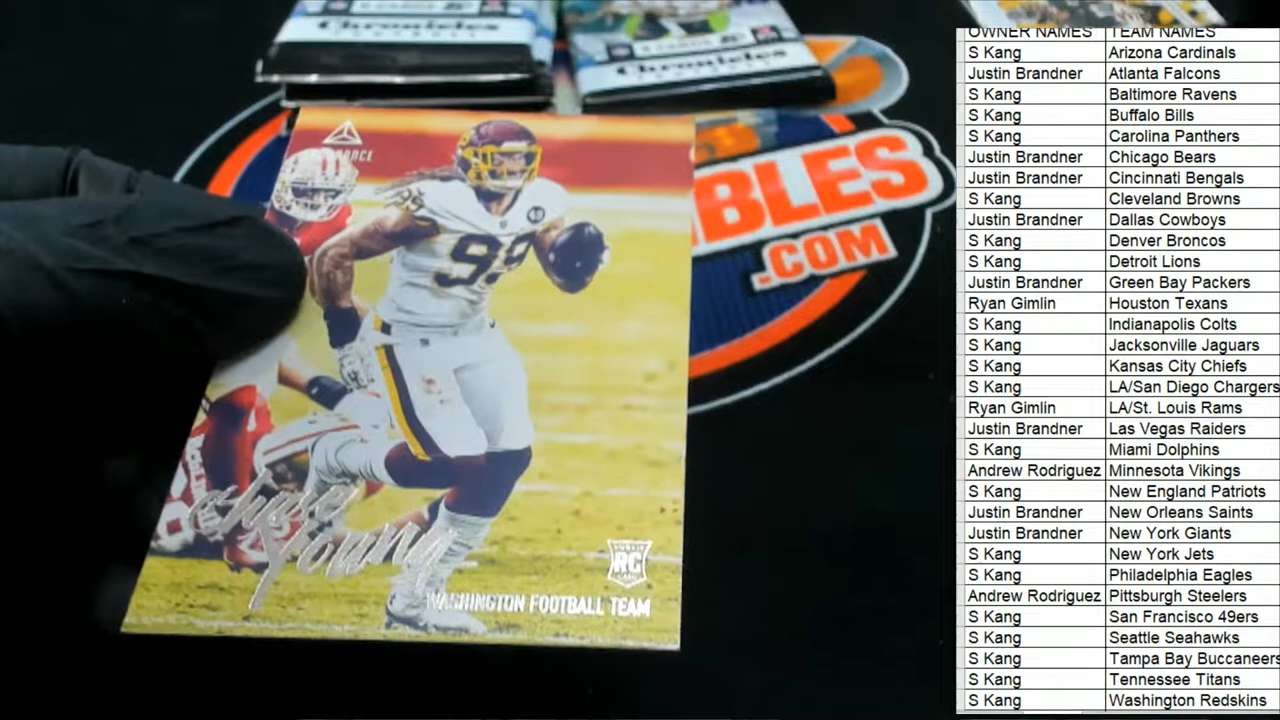 Chronicles
Chronicles
BLES
.COM
99
99
Chase
Young
RC
WASHINGTON FOOTBALL TEAM
OWNER NAMES TEAM NAMES
S Kang Arizona Cardinals
Justin Brandner Atlanta Falcons
S Kang Baltimore Ravens
S Kang Buffalo Bills
S Kang Carolina Panthers
Justin Brandner Chicago Bears
Justin Brandner Cincinnati Bengals
S Kang Cleveland Browns
Justin Brandner Dallas Cowboys
S Kang Denver Broncos
S Kang Detroit Lions
Justin Brandner Green Bay Packers
Ryan Gimlin Houston Texans
S Kang Indianapolis Colts
S Kang Jacksonville Jaguars
S Kang Kansas City Chiefs
S Kang LA/San Diego Chargers
Ryan Gimlin LA/St. Louis Rams
Justin Brandner Las Vegas Raiders
S Kang Miami Dolphins
Andrew Rodriguez Minnesota Vikings
S Kang New England Patriots
Justin Brandner New Orleans Saints
Justin Brandner New York Giants
S Kang New York Jets
S Kang Philadelphia Eagles
Andrew Rodriguez Pittsburgh Steelers
S Kang San Francisco 49ers
S Kang Seattle Seahawks
S Kang Tampa Bay Buccaneers
S Kang Tennessee Titans
S Kang Washington Redskins